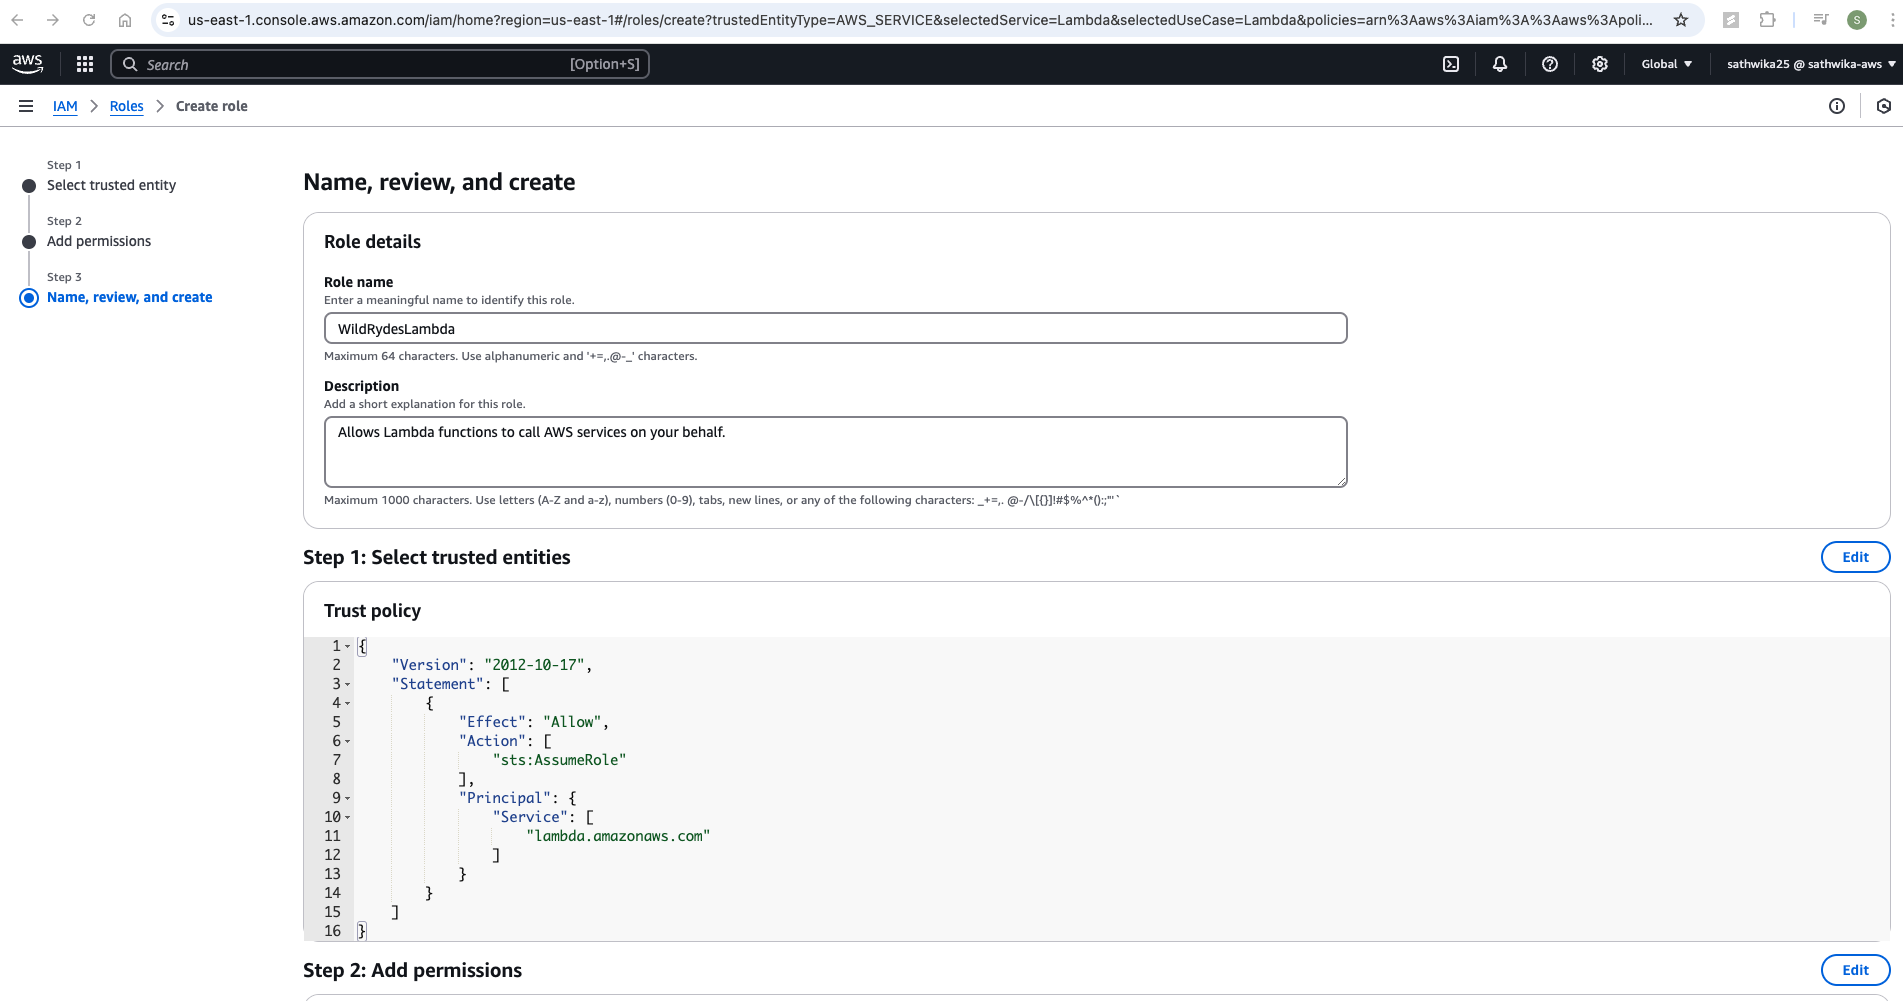 us-east-1.console.aws.amazon.com/iam/home?region=us-east-1#/roles/create?trustedEntityType=AWS_SERVICE&selectedService=Lambda&selectedUseCase=Lambda&policies=arn%3Aaws%3Aiam%3A%3Aaws%3Apoli...
S
aws
Search
[Option+S]
Global
sathwika25 @ sathwika-aws
IAM
Roles
Create role
Step 1
Select trusted entity
Step 2
Add permissions
Step 3
Name, review, and create
Name, review, and create
Role details
Role name
Enter a meaningful name to identify this role.
WildRydesLambda
Maximum 64 characters. Use alphanumeric and '+=,.@-_' characters.
Description
Add a short explanation for this role.
Allows Lambda functions to call AWS services on your behalf.
Maximum 1000 characters. Use letters (A-Z and a-z), numbers (0-9), tabs, new lines, or any of the following characters: _+=,. @-/\[{}]!#$%^*();:"'`
Step 1: Select trusted entities
Edit
Trust policy
1 {
2 "Version": "2012-10-17",
3 "Statement": [
4 {
5 "Effect": "Allow",
6 "Action": [
7 "sts:AssumeRole"
8 ],
9 "Principal": {
10 "Service": [
11 "lambda.amazonaws.com"
12 ]
13 }
14 }
15 ]
16 }
Step 2: Add permissions
Edit